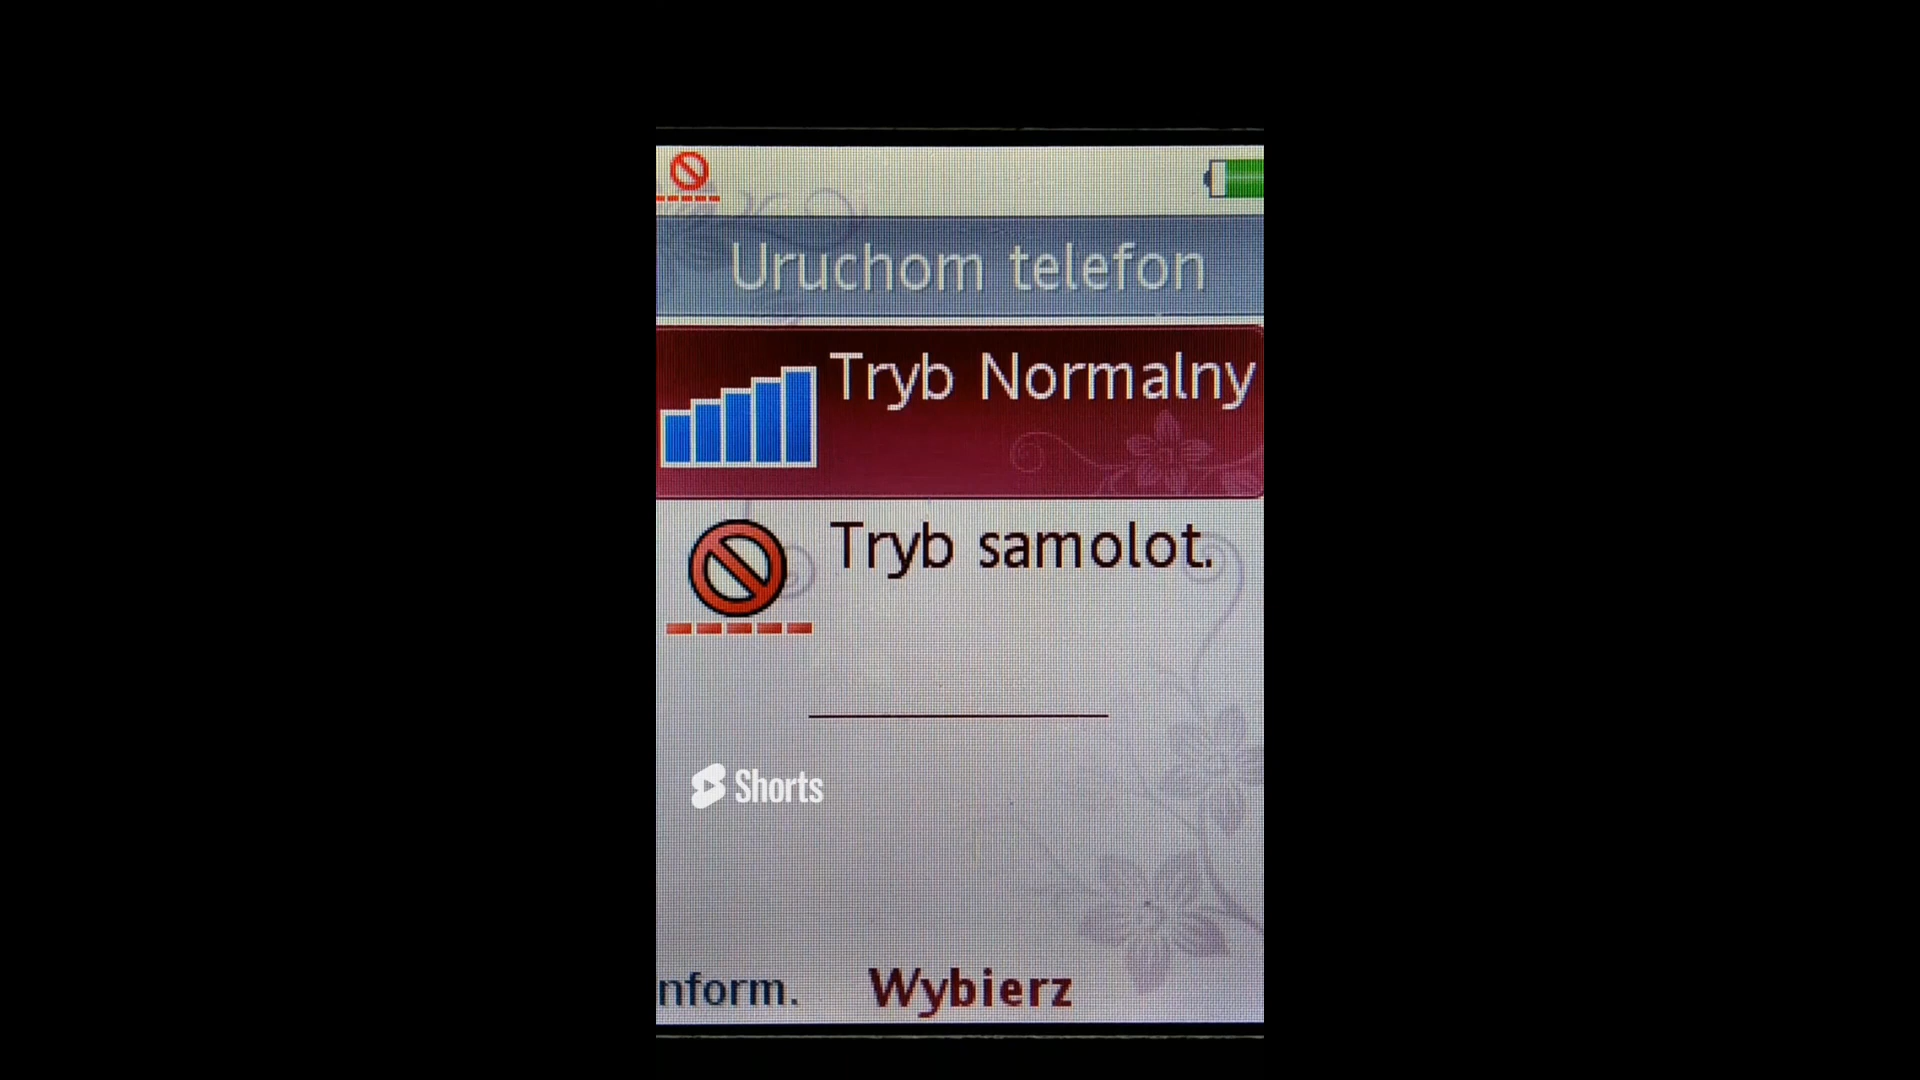 Uruchom telefon
Tryb Normalny
Tryb samolot.
Shorts
nform. Wybierz